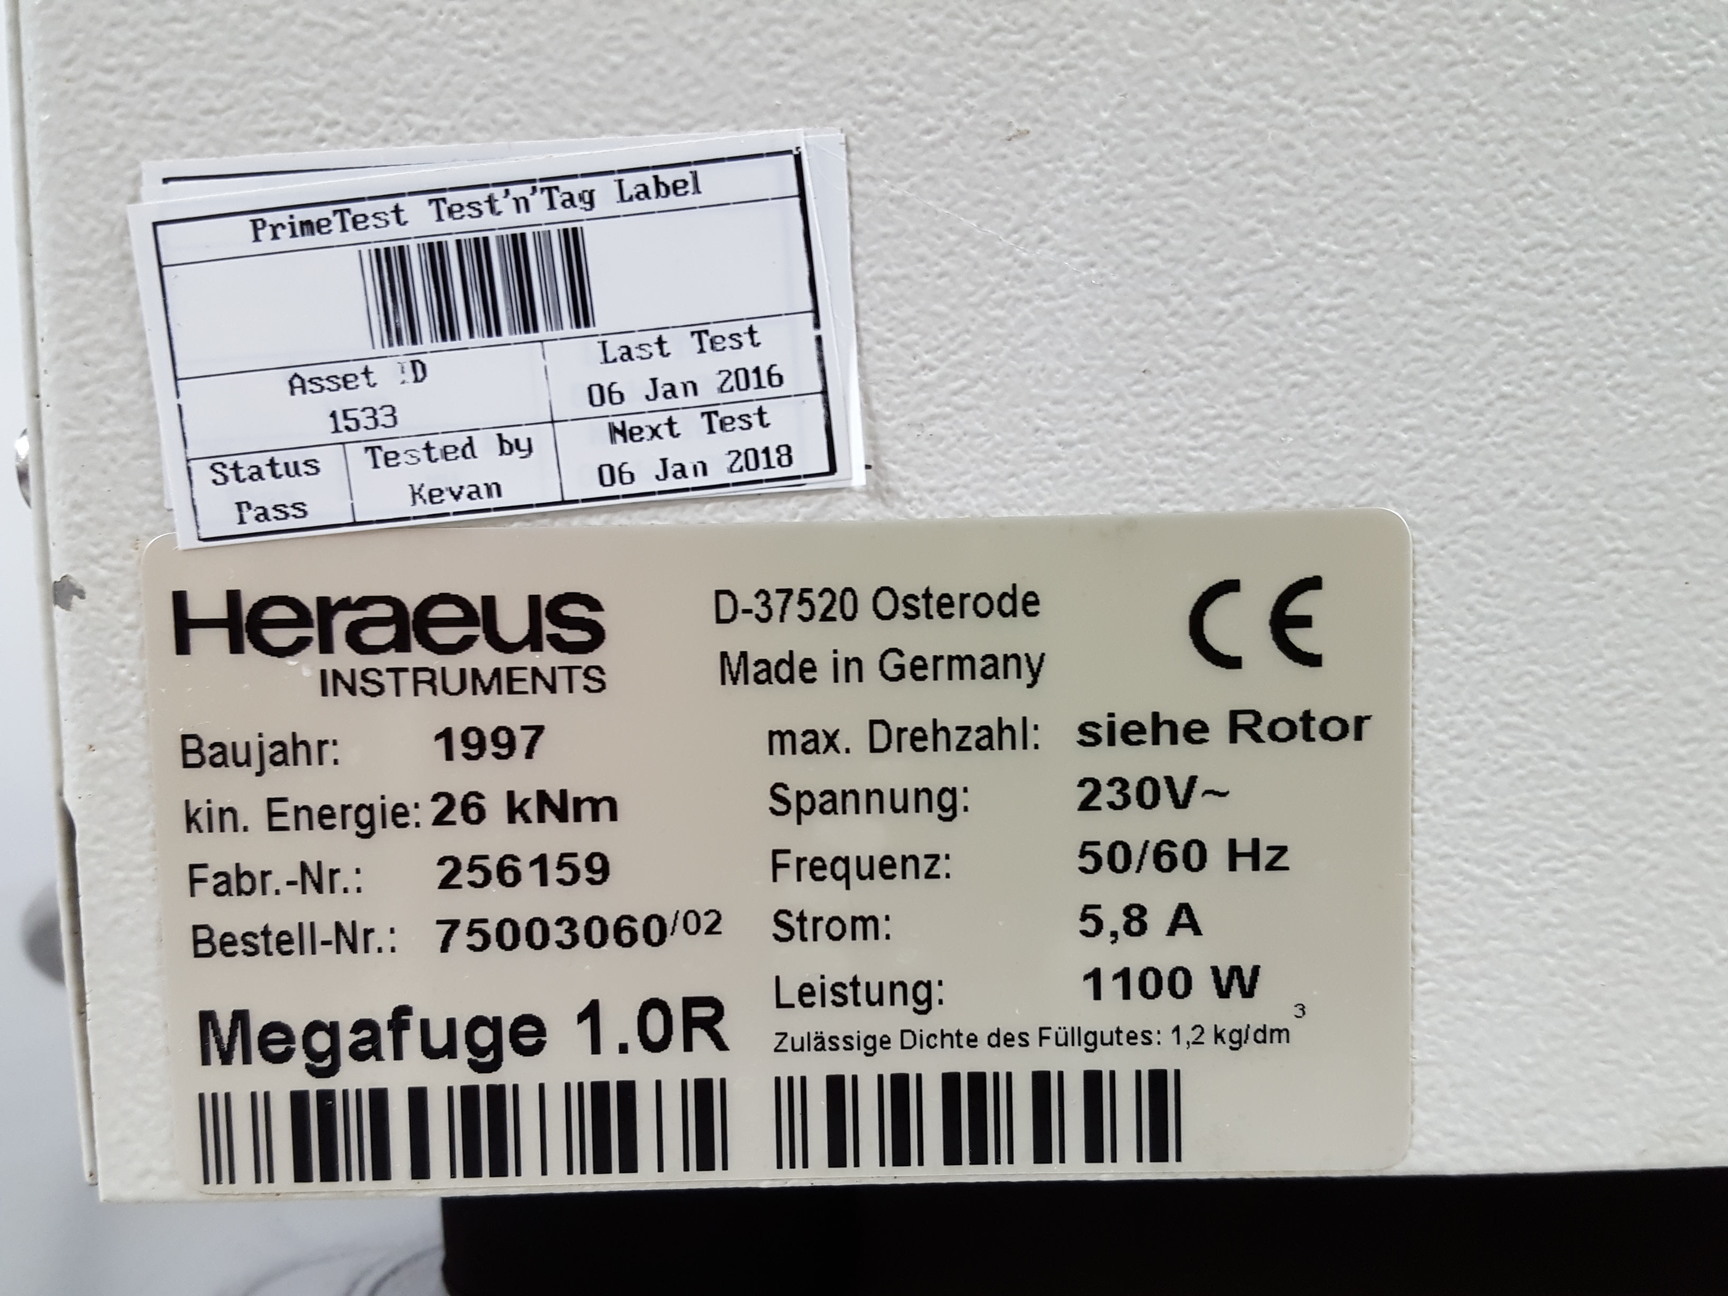 PrimeTest Test'n'Tag Label
Asset ID
1533
Last Test
06 Jan 2016
Status
Pass
Tested by
Kevan
Next Test
06 Jan 2018
Heraeus
INSTRUMENTS
D-37520 Osterode
Made in Germany
CE
Baujahr: 1997
kin. Energie: 26 kNm
Fabr.-Nr.: 256159
Bestell-Nr.: 75003060/02
Megafuge 1.0R
max. Drehzahl: siehe Rotor
Spannung: 230V~
Frequenz: 50/60 Hz
Strom: 5,8 A
Leistung: 1100 W
Zulässige Dichte des Füllgutes: 1,2 kg/dm³